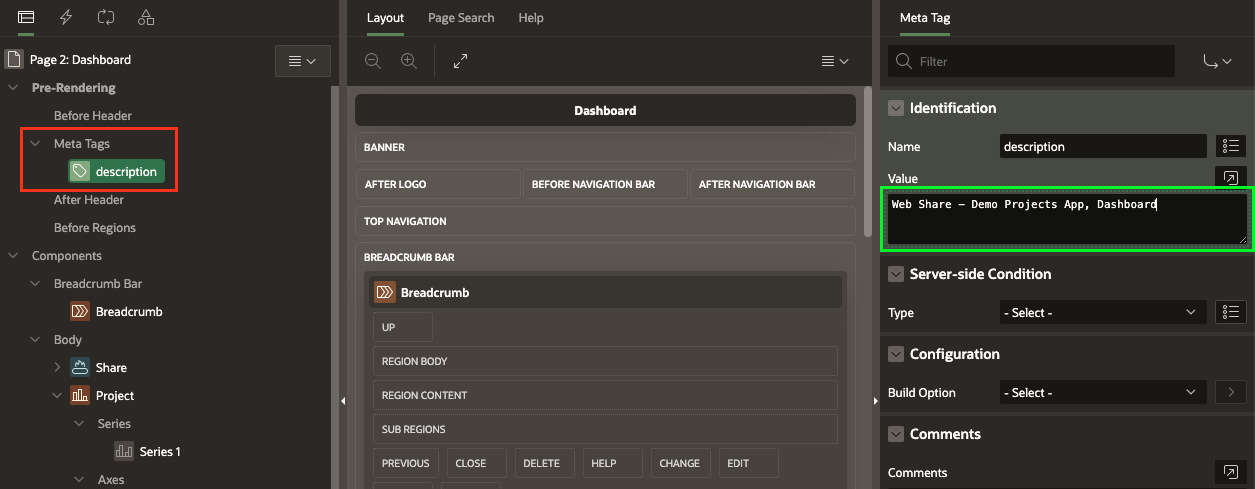 Page 2: Dashboard
Pre-Rendering
Before Header
Meta Tags
description
After Header
Before Regions
Components
Breadcrumb Bar
Breadcrumb
Body
Share
Project
Series
Series 1
Axes
Layout
Page Search
Help
Dashboard
BANNER
AFTER LOGO
BEFORE NAVIGATION BAR
AFTER NAVIGATION BAR
TOP NAVIGATION
BREADCRUMB BAR
Breadcrumb
UP
REGION BODY
REGION CONTENT
SUB REGIONS
PREVIOUS
CLOSE
DELETE
HELP
CHANGE
EDIT
Meta Tag
Filter
Identification
Name
description
Value
Web Share - Demo Projects App, Dashboard
Server-side Condition
Type
- Select -
Configuration
Build Option
- Select -
Comments
Comments